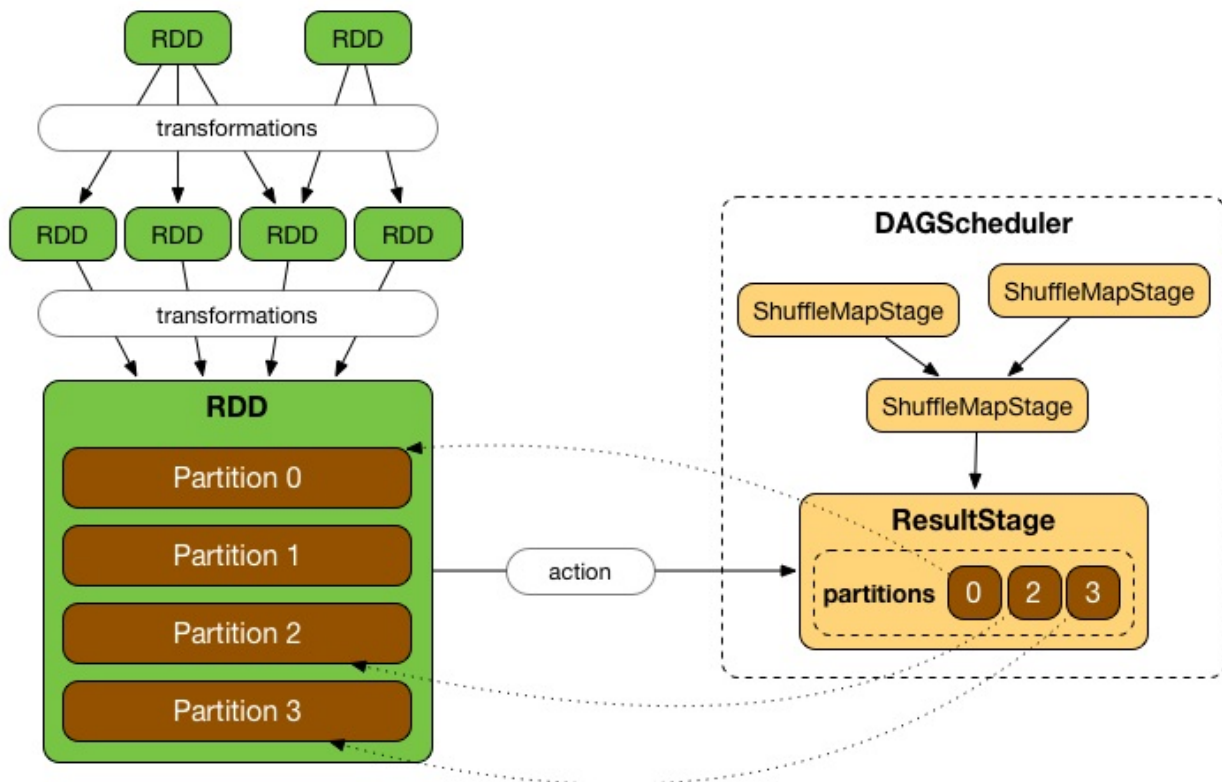 RDD
RDD
transformations
RDD
RDD
RDD
RDD
transformations
RDD
Partition 0
Partition 1
Partition 2
Partition 3
action
DAGScheduler
ShuffleMapStage
ShuffleMapStage
ShuffleMapStage
ResultStage
partitions 0 2 3